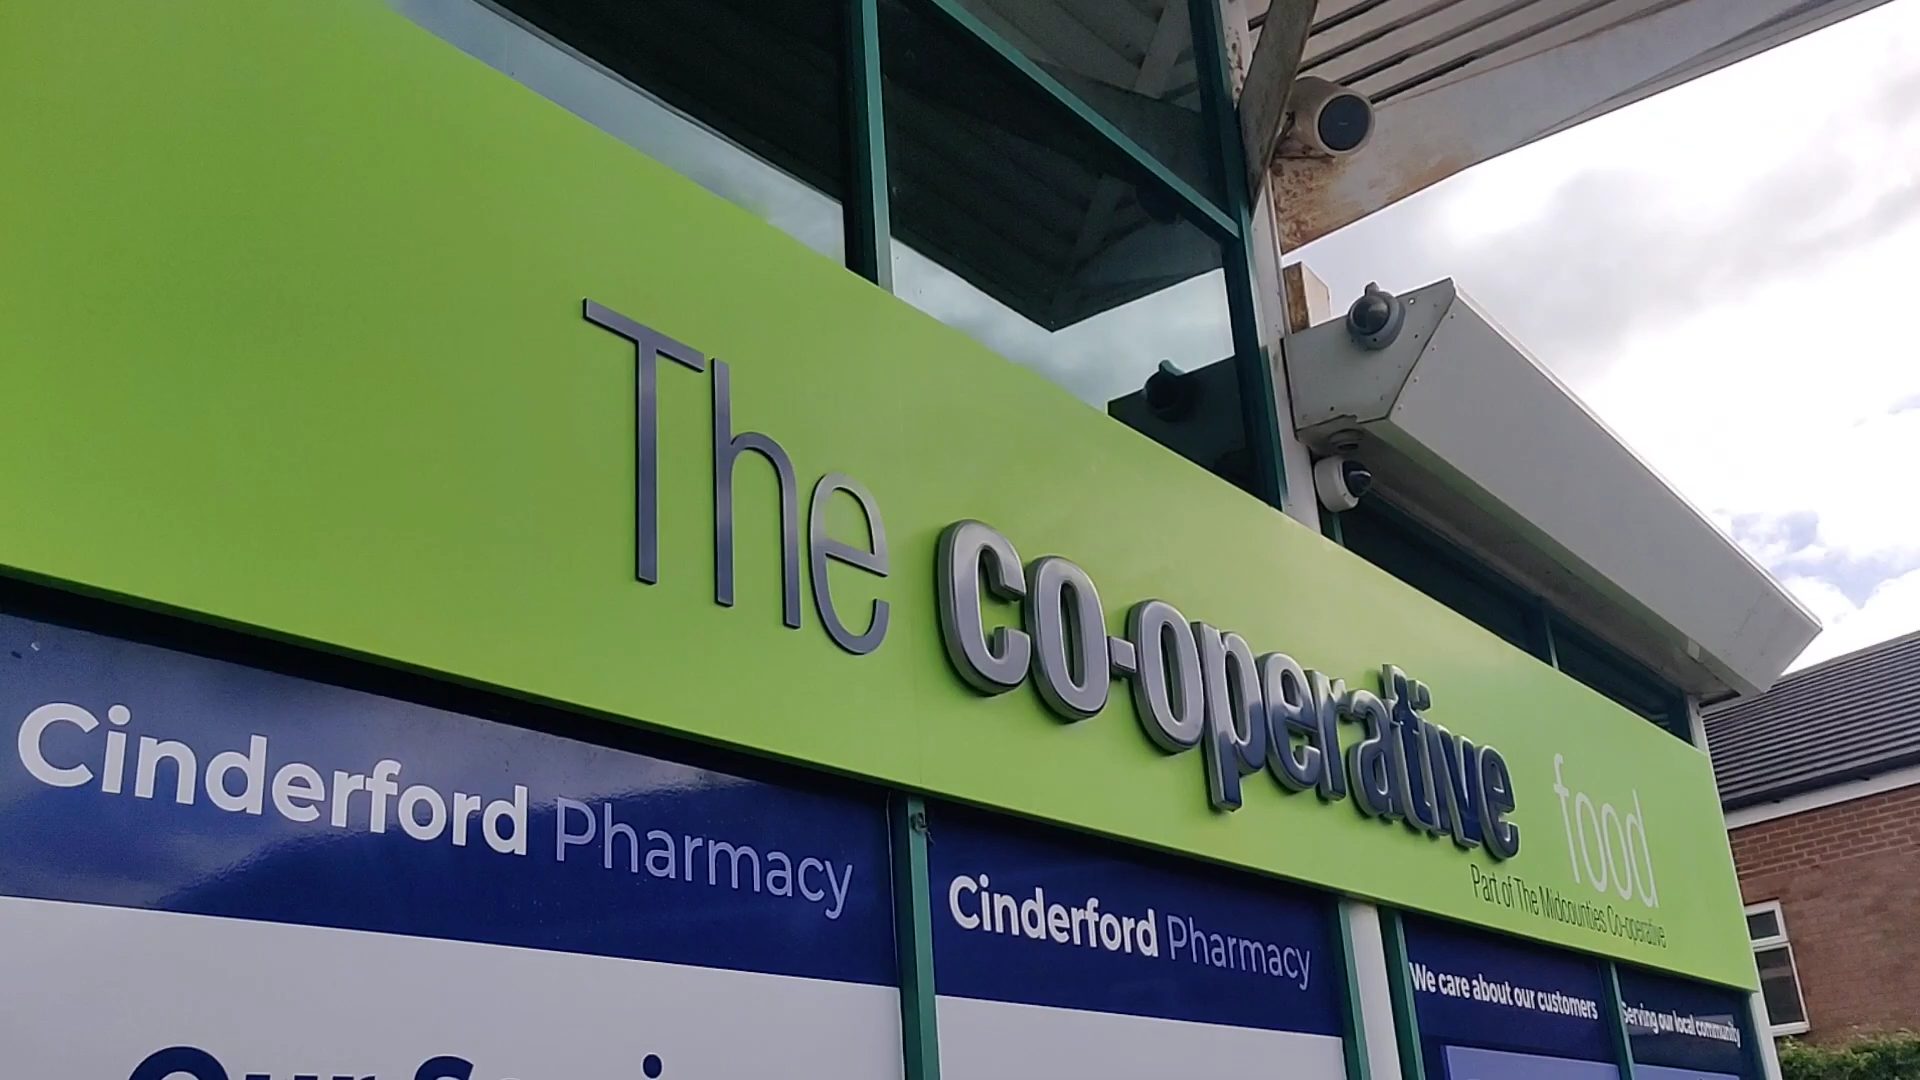 The co-operative food
Part of The Midcounties Co-operative
Cinderford Pharmacy
Cinderford Pharmacy
We care about our customers
Serving our local community
Our